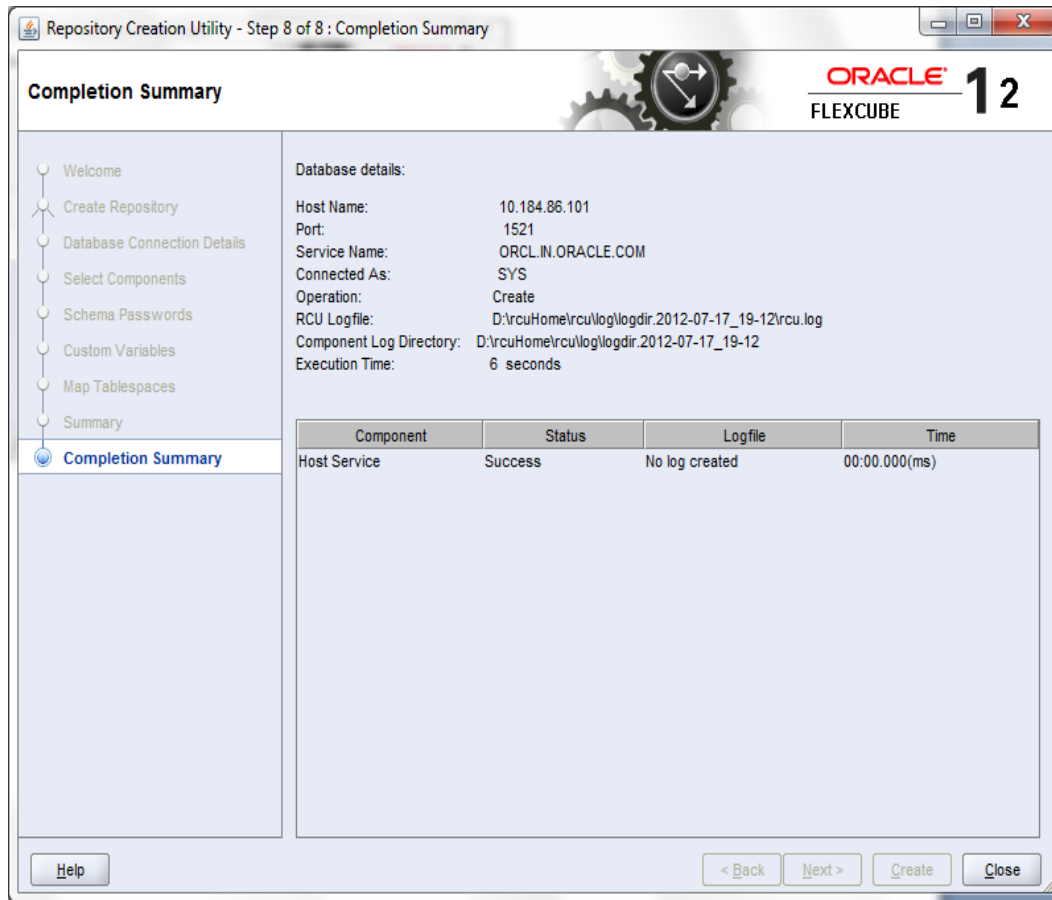 Repository Creation Utility - Step 8 of 8 : Completion Summary
Completion Summary
ORACLE
FLEXCUBE
12
Welcome
Create Repository
Database Connection Details
Select Components
Schema Passwords
Custom Variables
Map Tablespaces
Summary
Completion Summary
Database details:
Host Name: 10.184.86.101
Port: 1521
Service Name: ORCL.IN.ORACLE.COM
Connected As: SYS
Operation: Create
RCU Logfile: D:\rcuHome\rcu\log\logdir.2012-07-17_19-12\rcu.log
Component Log Directory: D:\rcuHome\rcu\log\logdir.2012-07-17_19-12
Execution Time: 6 seconds
Component Status Logfile Time
Host Service Success No log created 00:00.000(ms)
Help < Back Next > Create Close